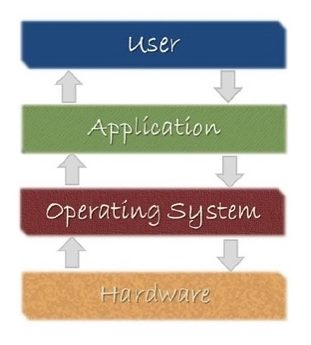 User
Application
Operating System
Hardware